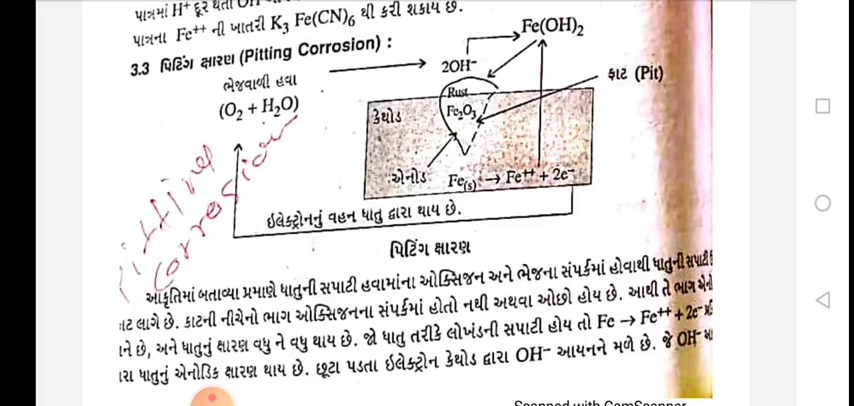 પાત્રમાં H⁺ દૂર થતા OH⁻
પાત્રના Fe⁺⁺ ની ખાતરી K₃ Fe(CN)₆ થી કરી શકાય છે.
3.3 પિટિંગ ક્ષારણ (Pitting Corrosion) :
ભેજવાળી હવા
(O₂ + H₂O)
Fe(OH)₂
2OH⁻
Rust
Fe₂O₃
ફાટ (Pit)
કેથોડ
એનોડ
Fe(s) → Fe⁺⁺ + 2e⁻
ઇલેક્ટ્રોનનું વહન ધાતુ દ્વારા થાય છે.
Pitting
Corrosion
પિટિંગ ક્ષારણ
આકૃતિમાં બતાવ્યા પ્રમાણે ધાતુની સપાટી હવામાંના ઓક્સિજન અને ભેજના સંપર્કમાં હોવાથી ધાતુની સપાટી
લાગે છે. કાટની નીચેનો ભાગ ઓક્સિજનના સંપર્કમાં હોતો નથી અથવા ઓછો હોય છે. આથી તે ભાગ
છે, અને ધાતુનું ક્ષારણ વધુ ને વધુ થાય છે. જો ધાતુ તરીકે લોખંડની સપાટી હોય તો Fe → Fe⁺⁺ + 2e⁻
ધાતુનું એનોડિક ક્ષારણ થાય છે. છૂટા પડતા ઇલેક્ટ્રોન કેથોડ દ્વારા OH⁻ આયનને મળે છે. જે OH⁻